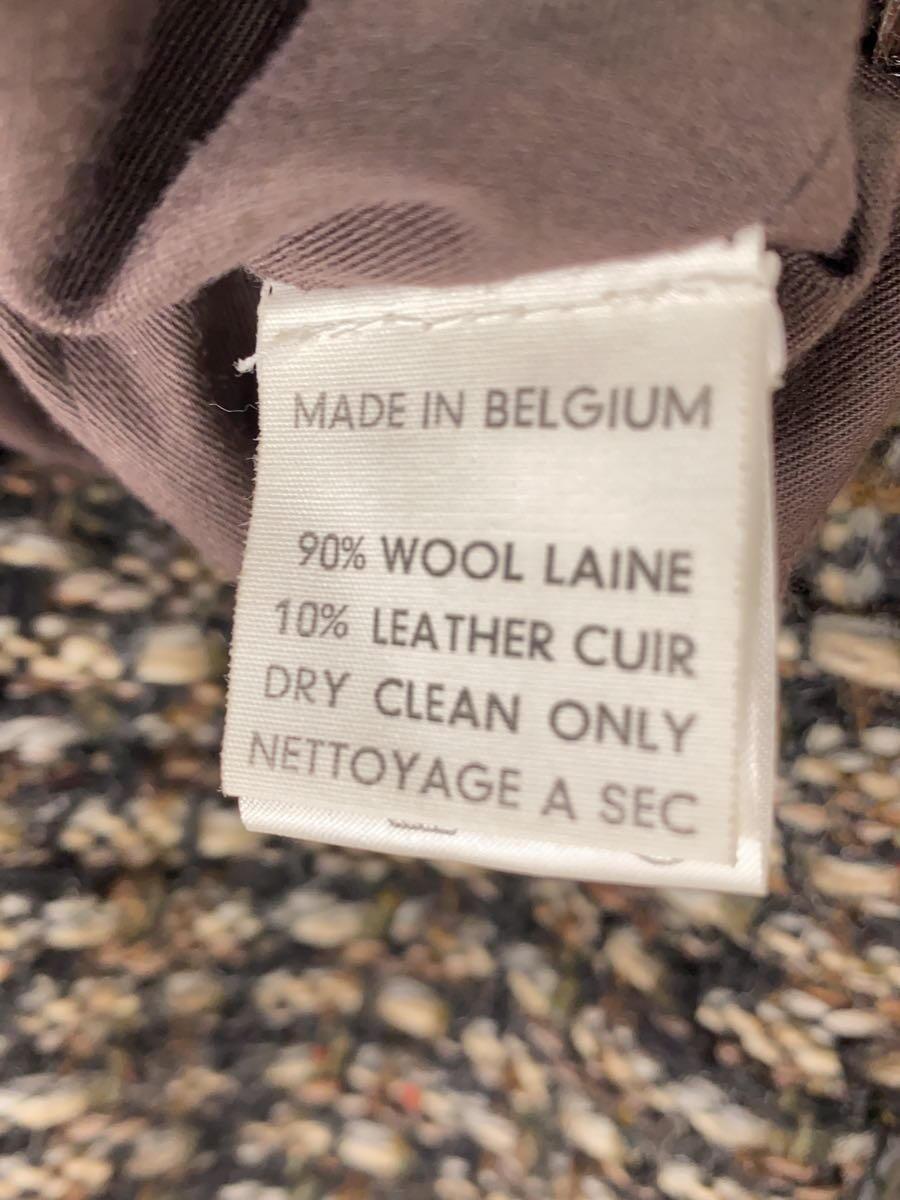 MADE IN BELGIUM
90% WOOL LAINE
10% LEATHER CUIR
DRY CLEAN ONLY
NETTOYAGE A SEC